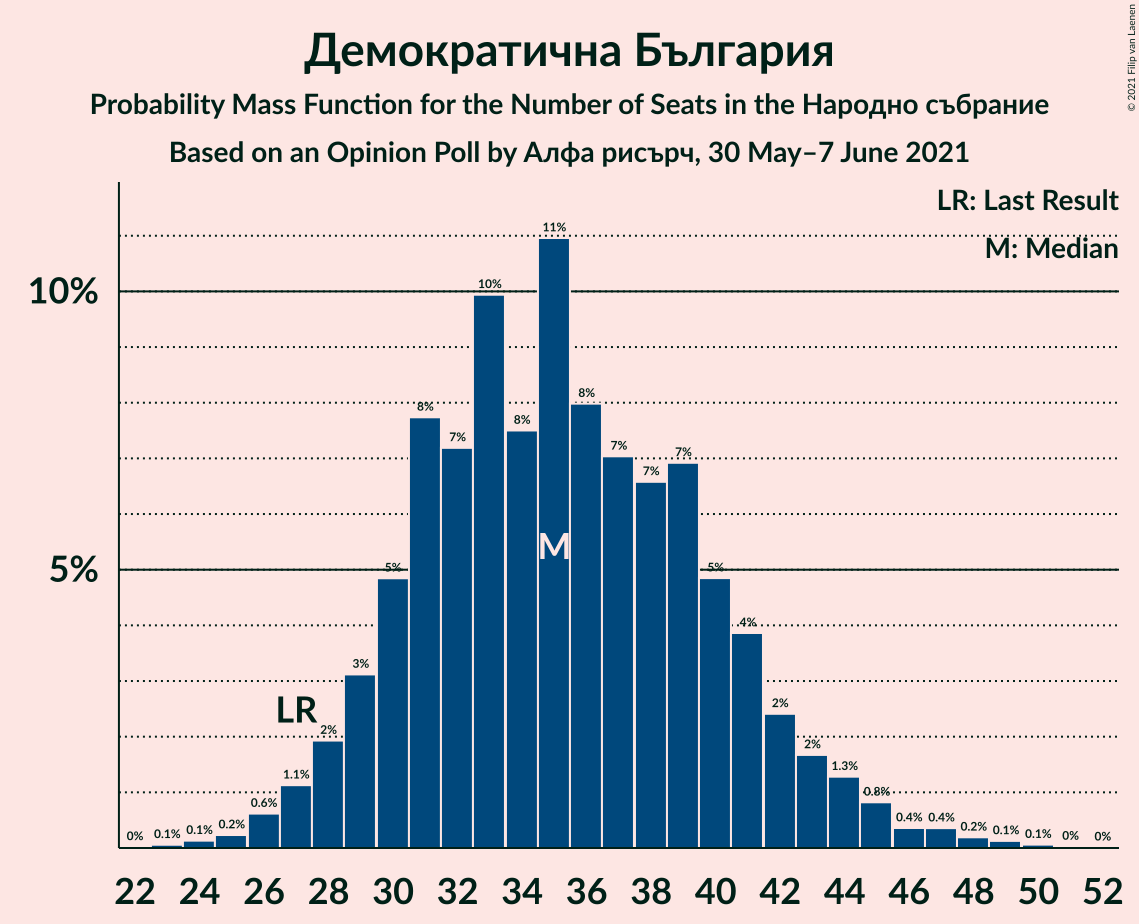 Демократична България
Probability Mass Function for the Number of Seats in the Народно събрание
Based on an Opinion Poll by Алфа рисърч, 30 May–7 June 2021
© 2021 Filip van Laenen
LR: Last Result
M: Median
10%
5%
0% 0.1% 0.1% 0.2% 0.6% 1.1% 2% 3% 5% 8% 7% 10% 8% 11% 8% 7% 7% 7% 5% 4% 2% 2% 1.3% 0.8% 0.4% 0.4% 0.2% 0.1% 0.1% 0% 0%
LR
M
22 24 26 28 30 32 34 36 38 40 42 44 46 48 50 52